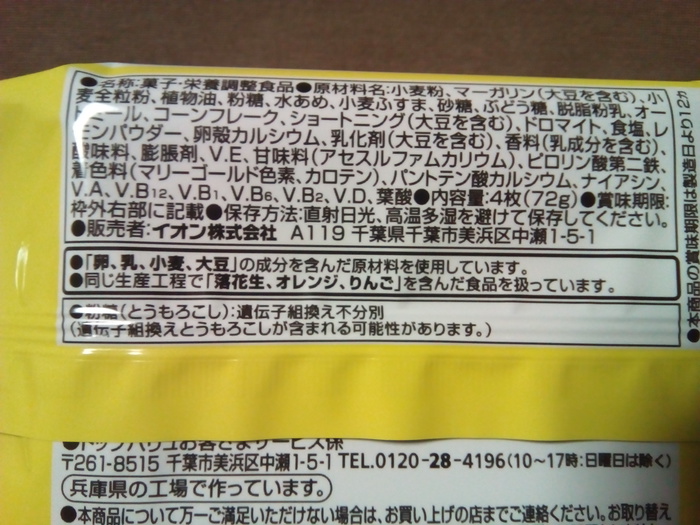 ●名称:菓子・栄養調整食品●原材料名:小麦粉、マーガリン(大豆を含む)、小
麦全粒粉、植物油、粉糖、水あめ、小麦ふすま、砂糖、ぶどう糖、脱脂粉乳、オー
トミール、コーンフレーク、ショートニング(大豆を含む)、ドロマイト、食塩、レ
モンパウダー、卵殻カルシウム、乳化剤(大豆を含む)、香料(乳成分を含む)、
酸味料、膨脹剤、V.E、甘味料(アセスルファムカリウム)、ピロリン酸第二鉄、
着色料(マリーゴールド色素、カロテン)、パントテン酸カルシウム、ナイアシン、
V.A、V.B12、V.B1、V.B6、V.B2、V.D、葉酸●内容量:4枚(72g)●賞味期限:
枠外右部に記載●保存方法:直射日光、高温多湿を避けて保存してください。
●販売者:イオン株式会社 A119 千葉県千葉市美浜区中瀬1-5-1
●「卵、乳、小麦、大豆」の成分を含んだ原材料を使用しています。
●同じ生産工程で「落花生、オレンジ、りんご」を含んだ食品を扱っています。
●粉糖(とうもろこし):遺伝子組換え不分別
(遺伝子組換えとうもろこしが含まれる可能性があります。)
●本商品の賞味期限は製造日より12カ
●トップバリュお客さまサービス係
〒261-8515 千葉市美浜区中瀬1-5-1 TEL.0120-28-4196(10~17時:日曜日は除く)
兵庫県の工場で作っています。
●本商品について万一ご満足いただけない場合は、お買い上げの店までご連絡ください。お取り替え